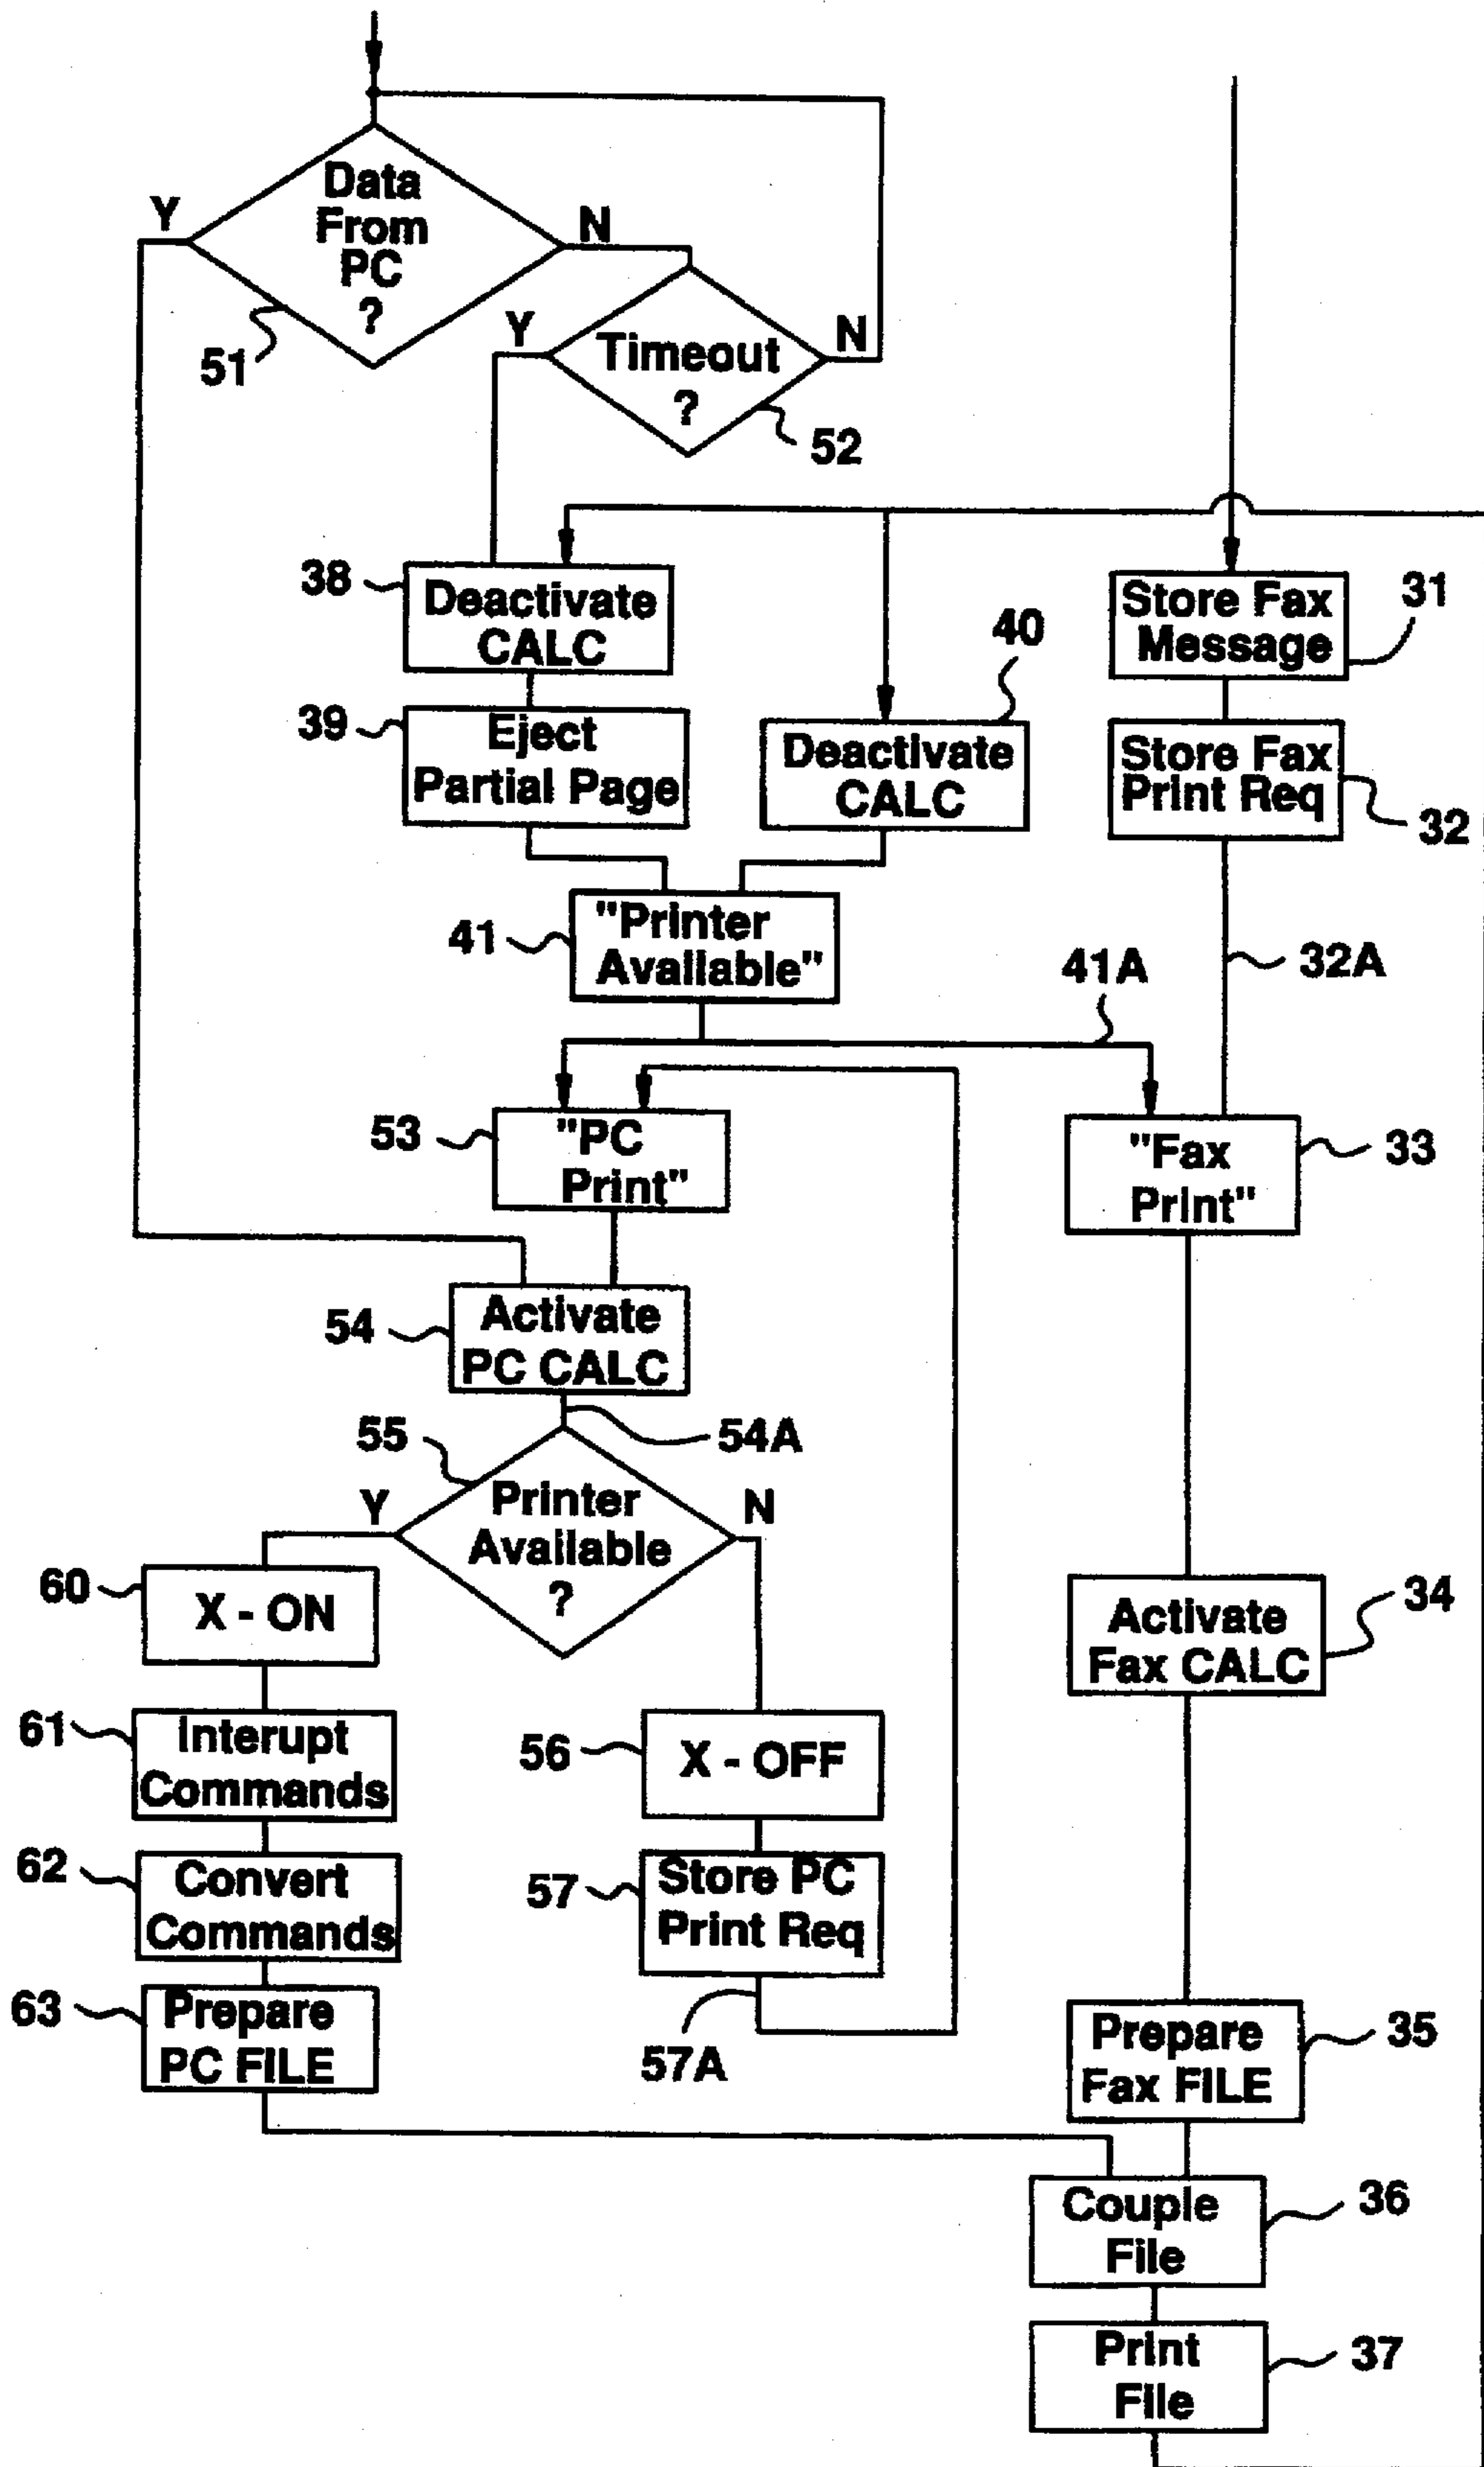 Data
From
PC
?
Y
N
51
Timeout
?
Y
N
52
38
Deactivate
CALC
39
Eject
Partial Page
40
Deactivate
CALC
Store Fax
Message
31
Store Fax
Print Req
32
41
"Printer
Available"
41A
32A
53
"PC
Print"
"Fax
Print"
33
54
Activate
PC CALC
54A
55
Printer
Available
?
Y
N
60
X - ON
Activate
Fax CALC
34
61
Interupt
Commands
56
X - OFF
62
Convert
Commands
57
Store PC
Print Req
63
Prepare
PC FILE
57A
Prepare
Fax FILE
35
Couple
File
36
Print
File
37